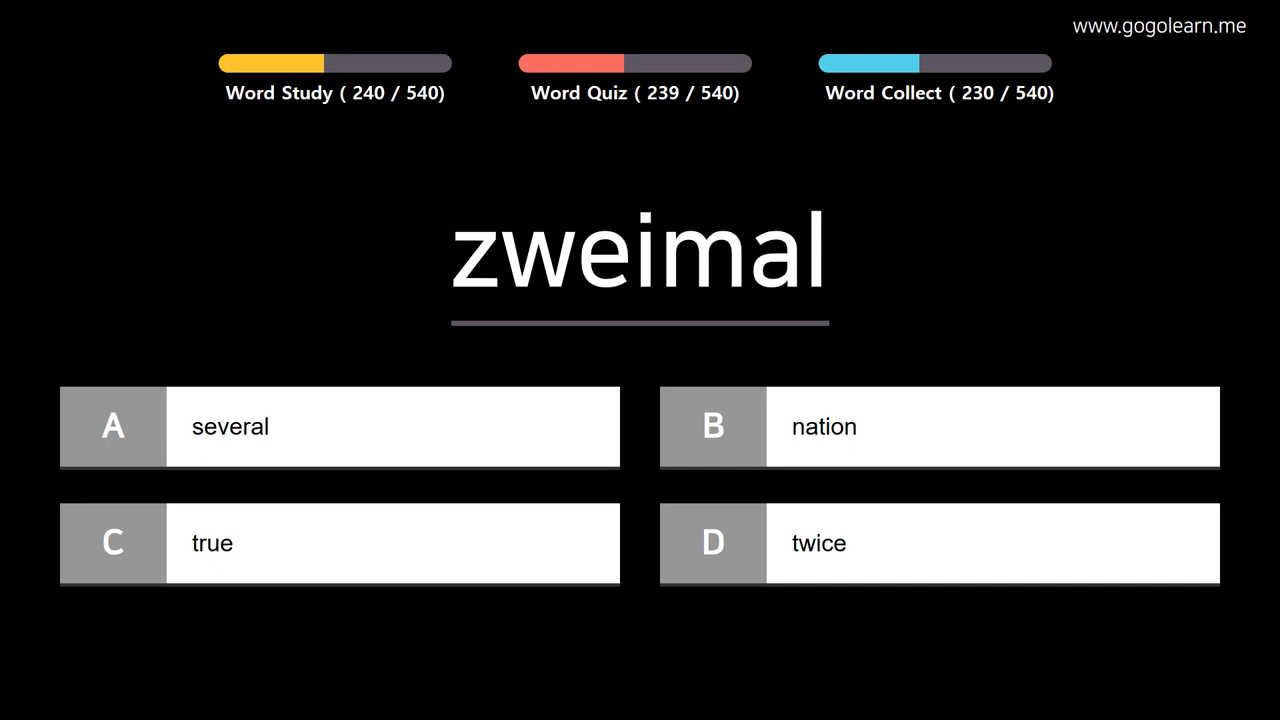 www.gogolearn.me
Word Study ( 240 / 540)
Word Quiz ( 239 / 540)
Word Collect ( 230 / 540)
zweimal
A several
B nation
C true
D twice